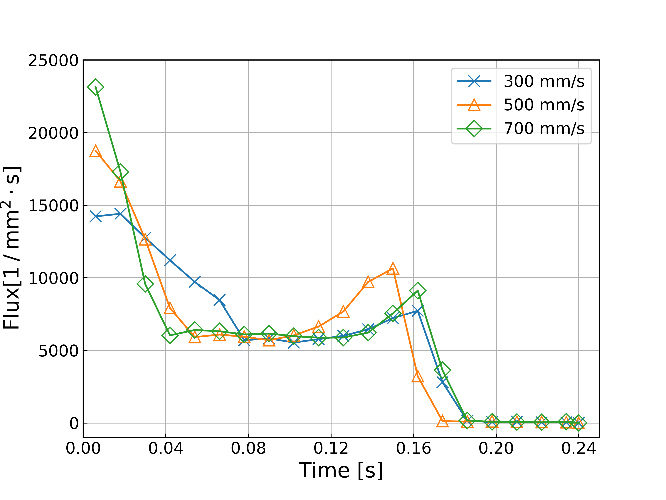 25000
20000
15000
10000
5000
0
Flux[1 / mm² · s]
300 mm/s
500 mm/s
700 mm/s
0.00 0.04 0.08 0.12 0.16 0.20 0.24
Time [s]